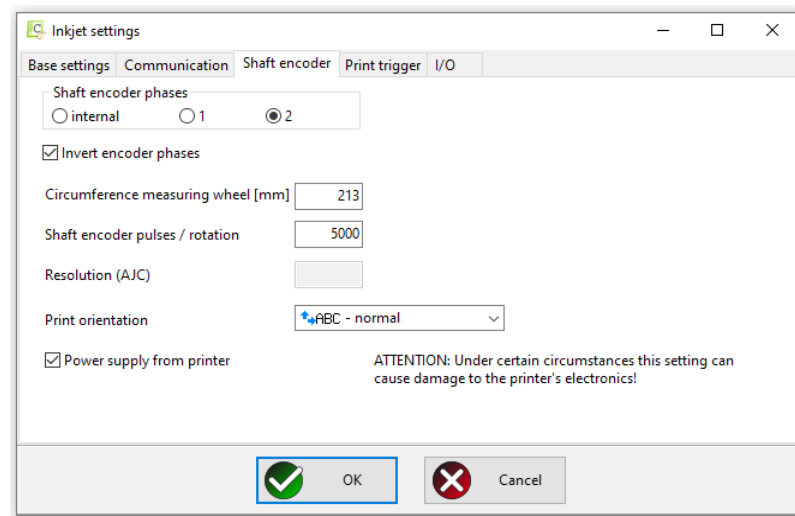 Inkjet settings
Base settings Communication Shaft encoder Print trigger I/O
Shaft encoder phases
internal 1 2
Invert encoder phases
Circumference measuring wheel [mm] 213
Shaft encoder pulses / rotation 5000
Resolution (AJC)
Print orientation ABC - normal
Power supply from printer ATTENTION: Under certain circumstances this setting can
cause damage to the printer's electronics!
OK Cancel